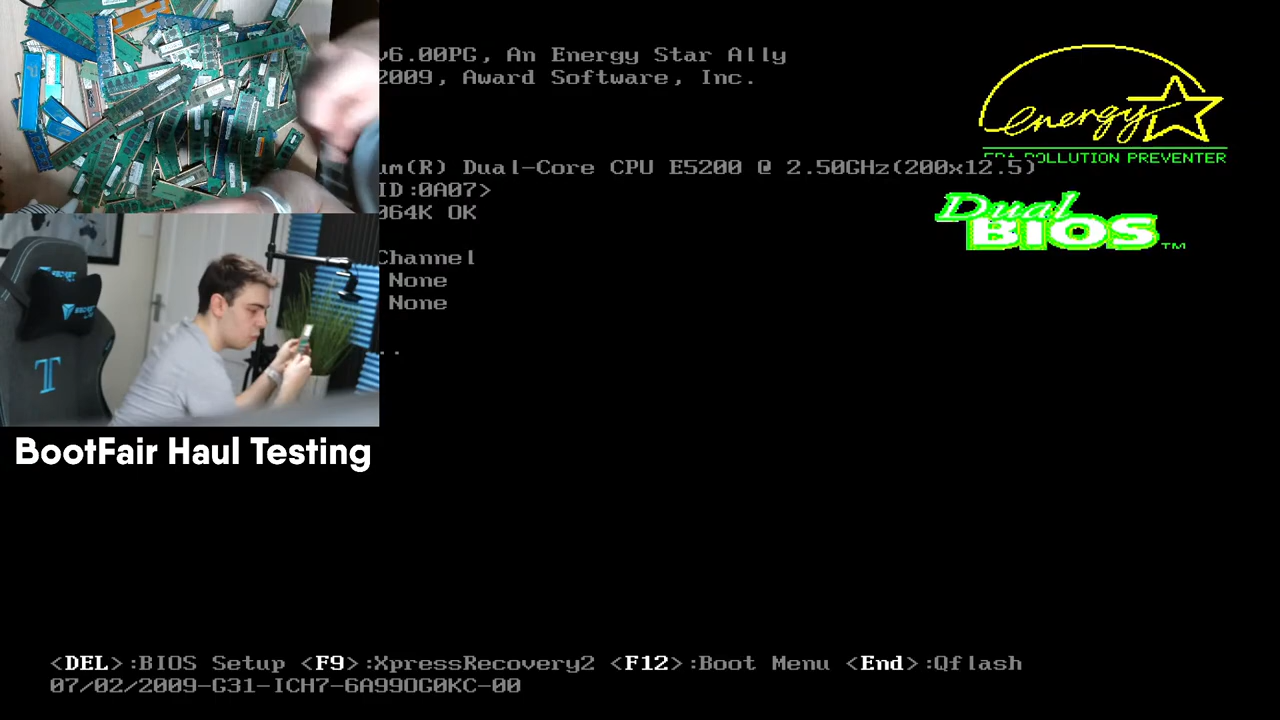 v6.00PG, An Energy Star Ally
2009, Award Software, Inc.
energy
EPA POLLUTION PREVENTER
um(R) Dual-Core CPU E5200 @ 2.50GHz(200x12.5)
ID:0A07>
064K OK
Dual
BIOS™
Channel
None
None
..
BootFair Haul Testing
<DEL>:BIOS Setup <F9>:XpressRecovery2 <F12>:Boot Menu <End>:Qflash
07/02/2009-G31-ICH7-6A99OG0KC-00